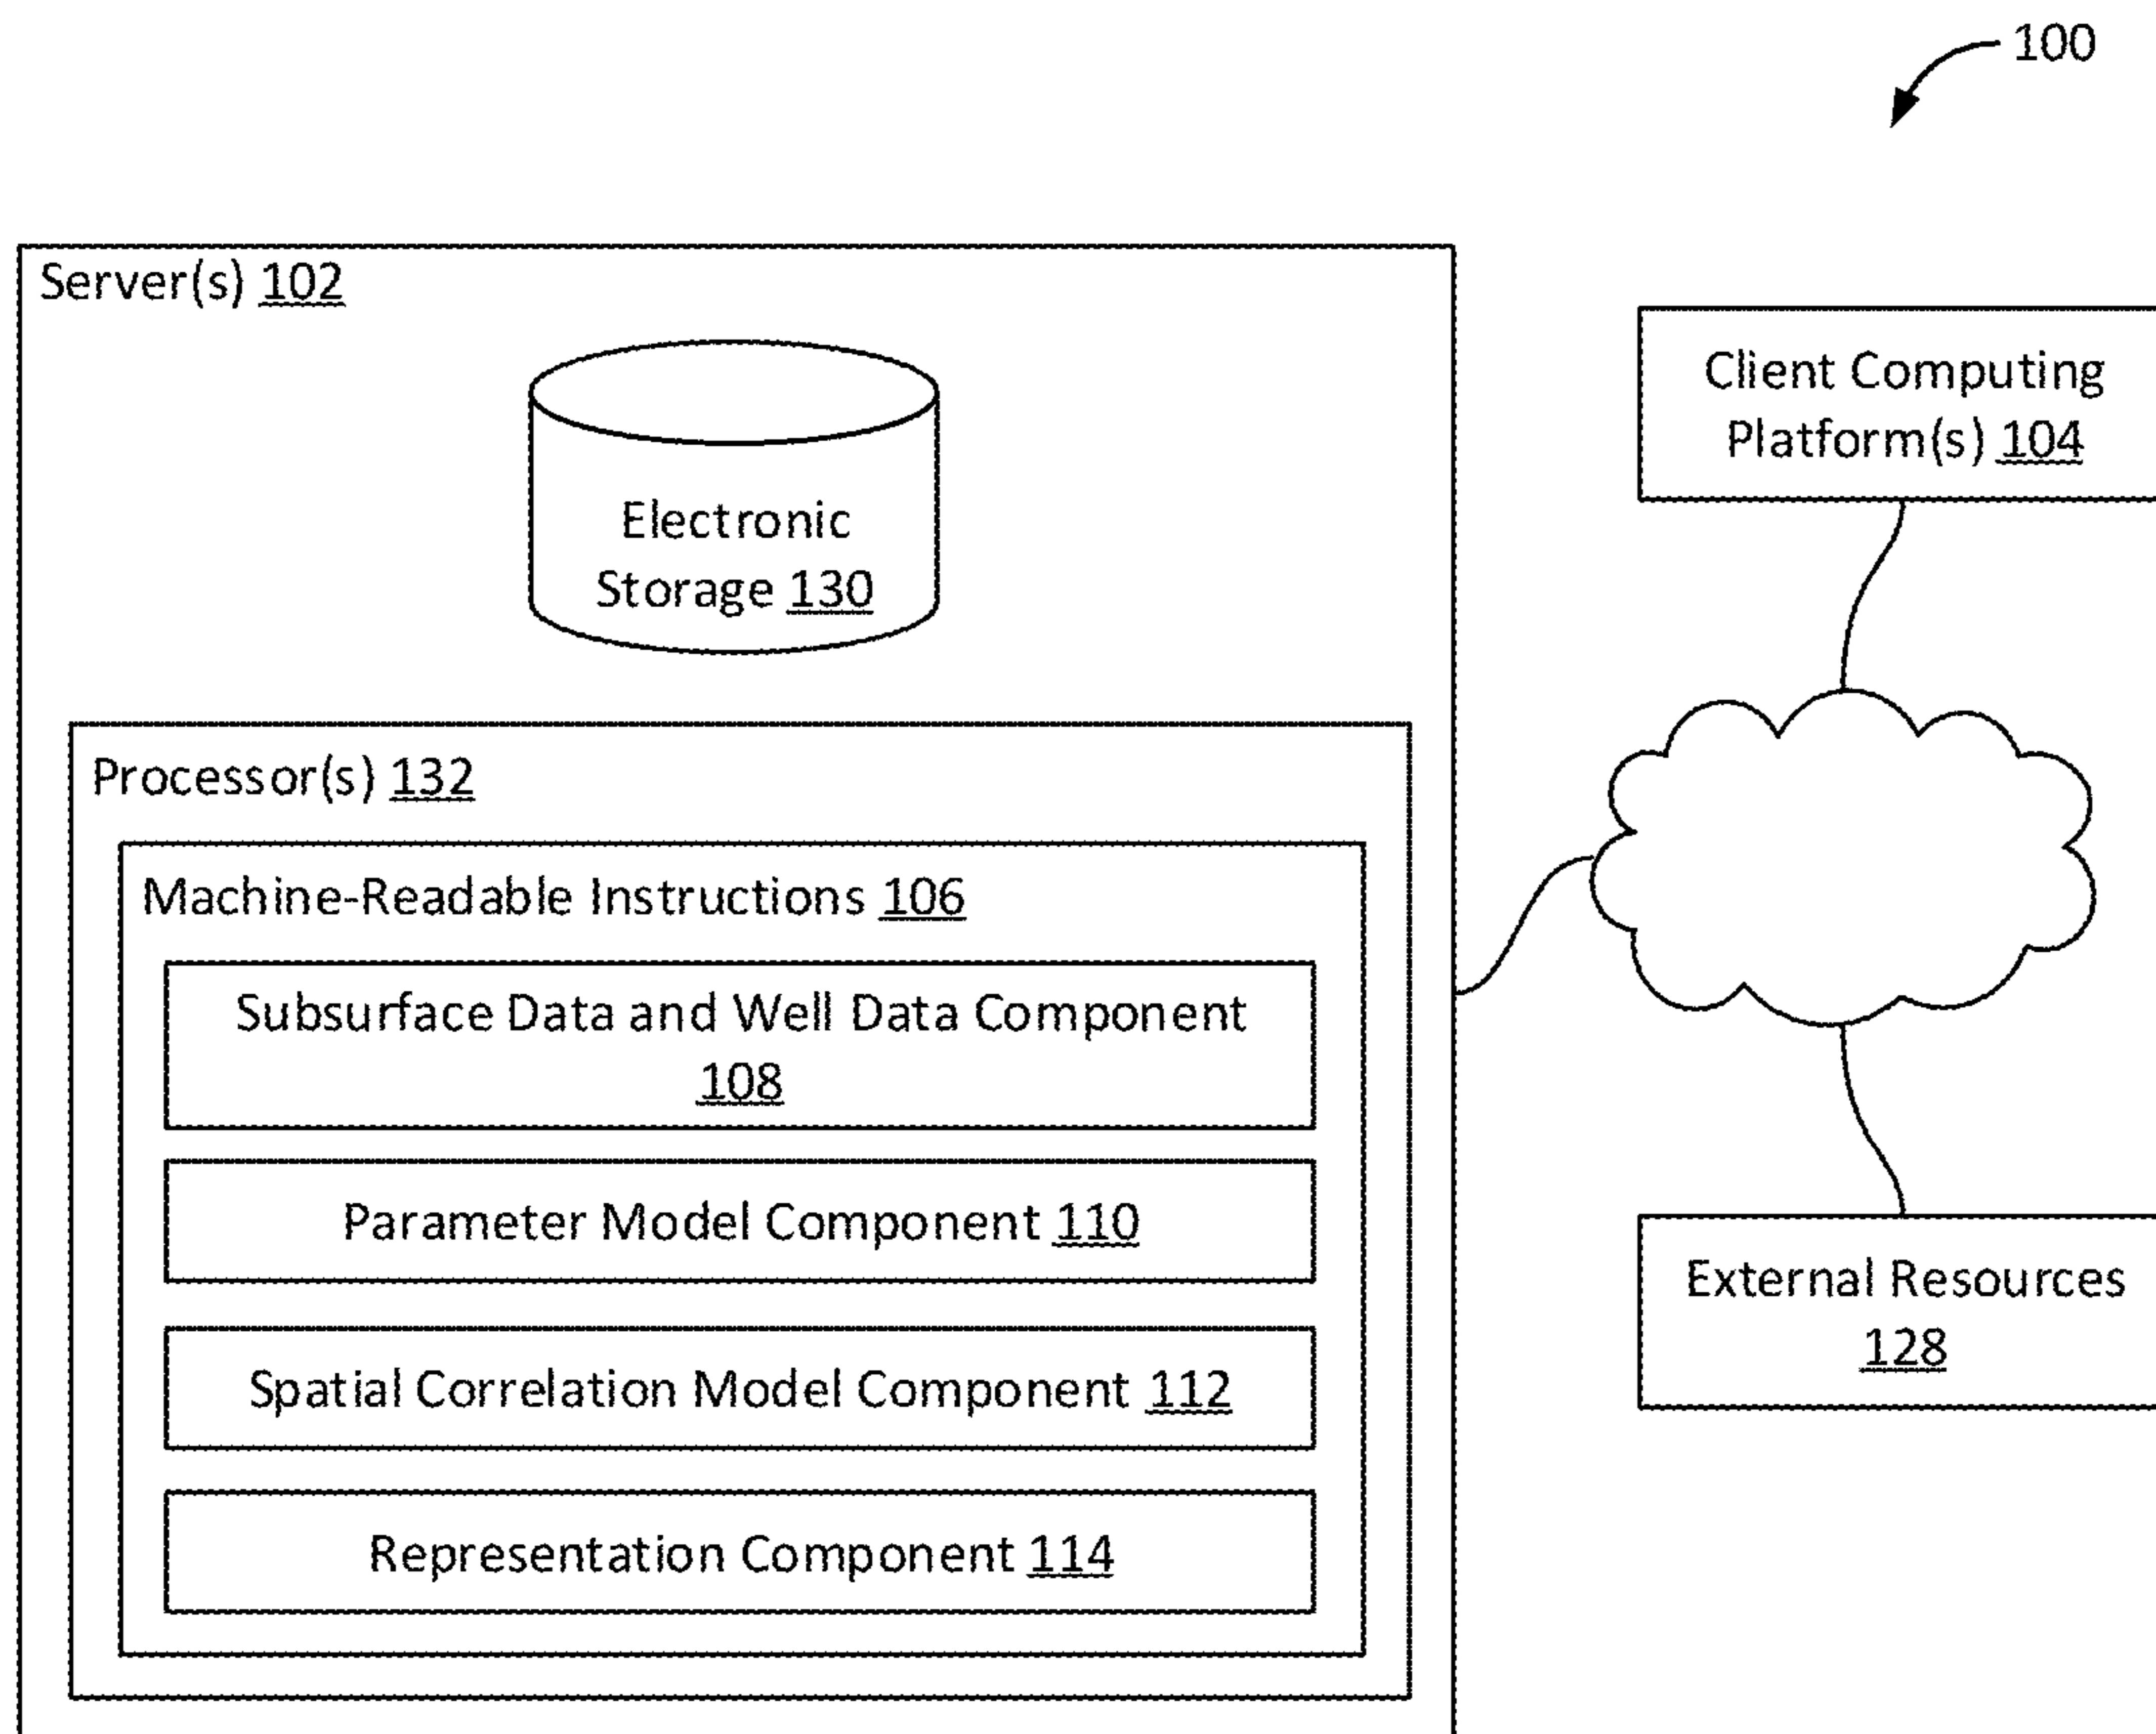 100
Server(s) 102
Electronic
Storage 130
Processor(s) 132
Machine-Readable Instructions 106
Subsurface Data and Well Data Component
108
Parameter Model Component 110
Spatial Correlation Model Component 112
Representation Component 114
Client Computing
Platform(s) 104
External Resources
128